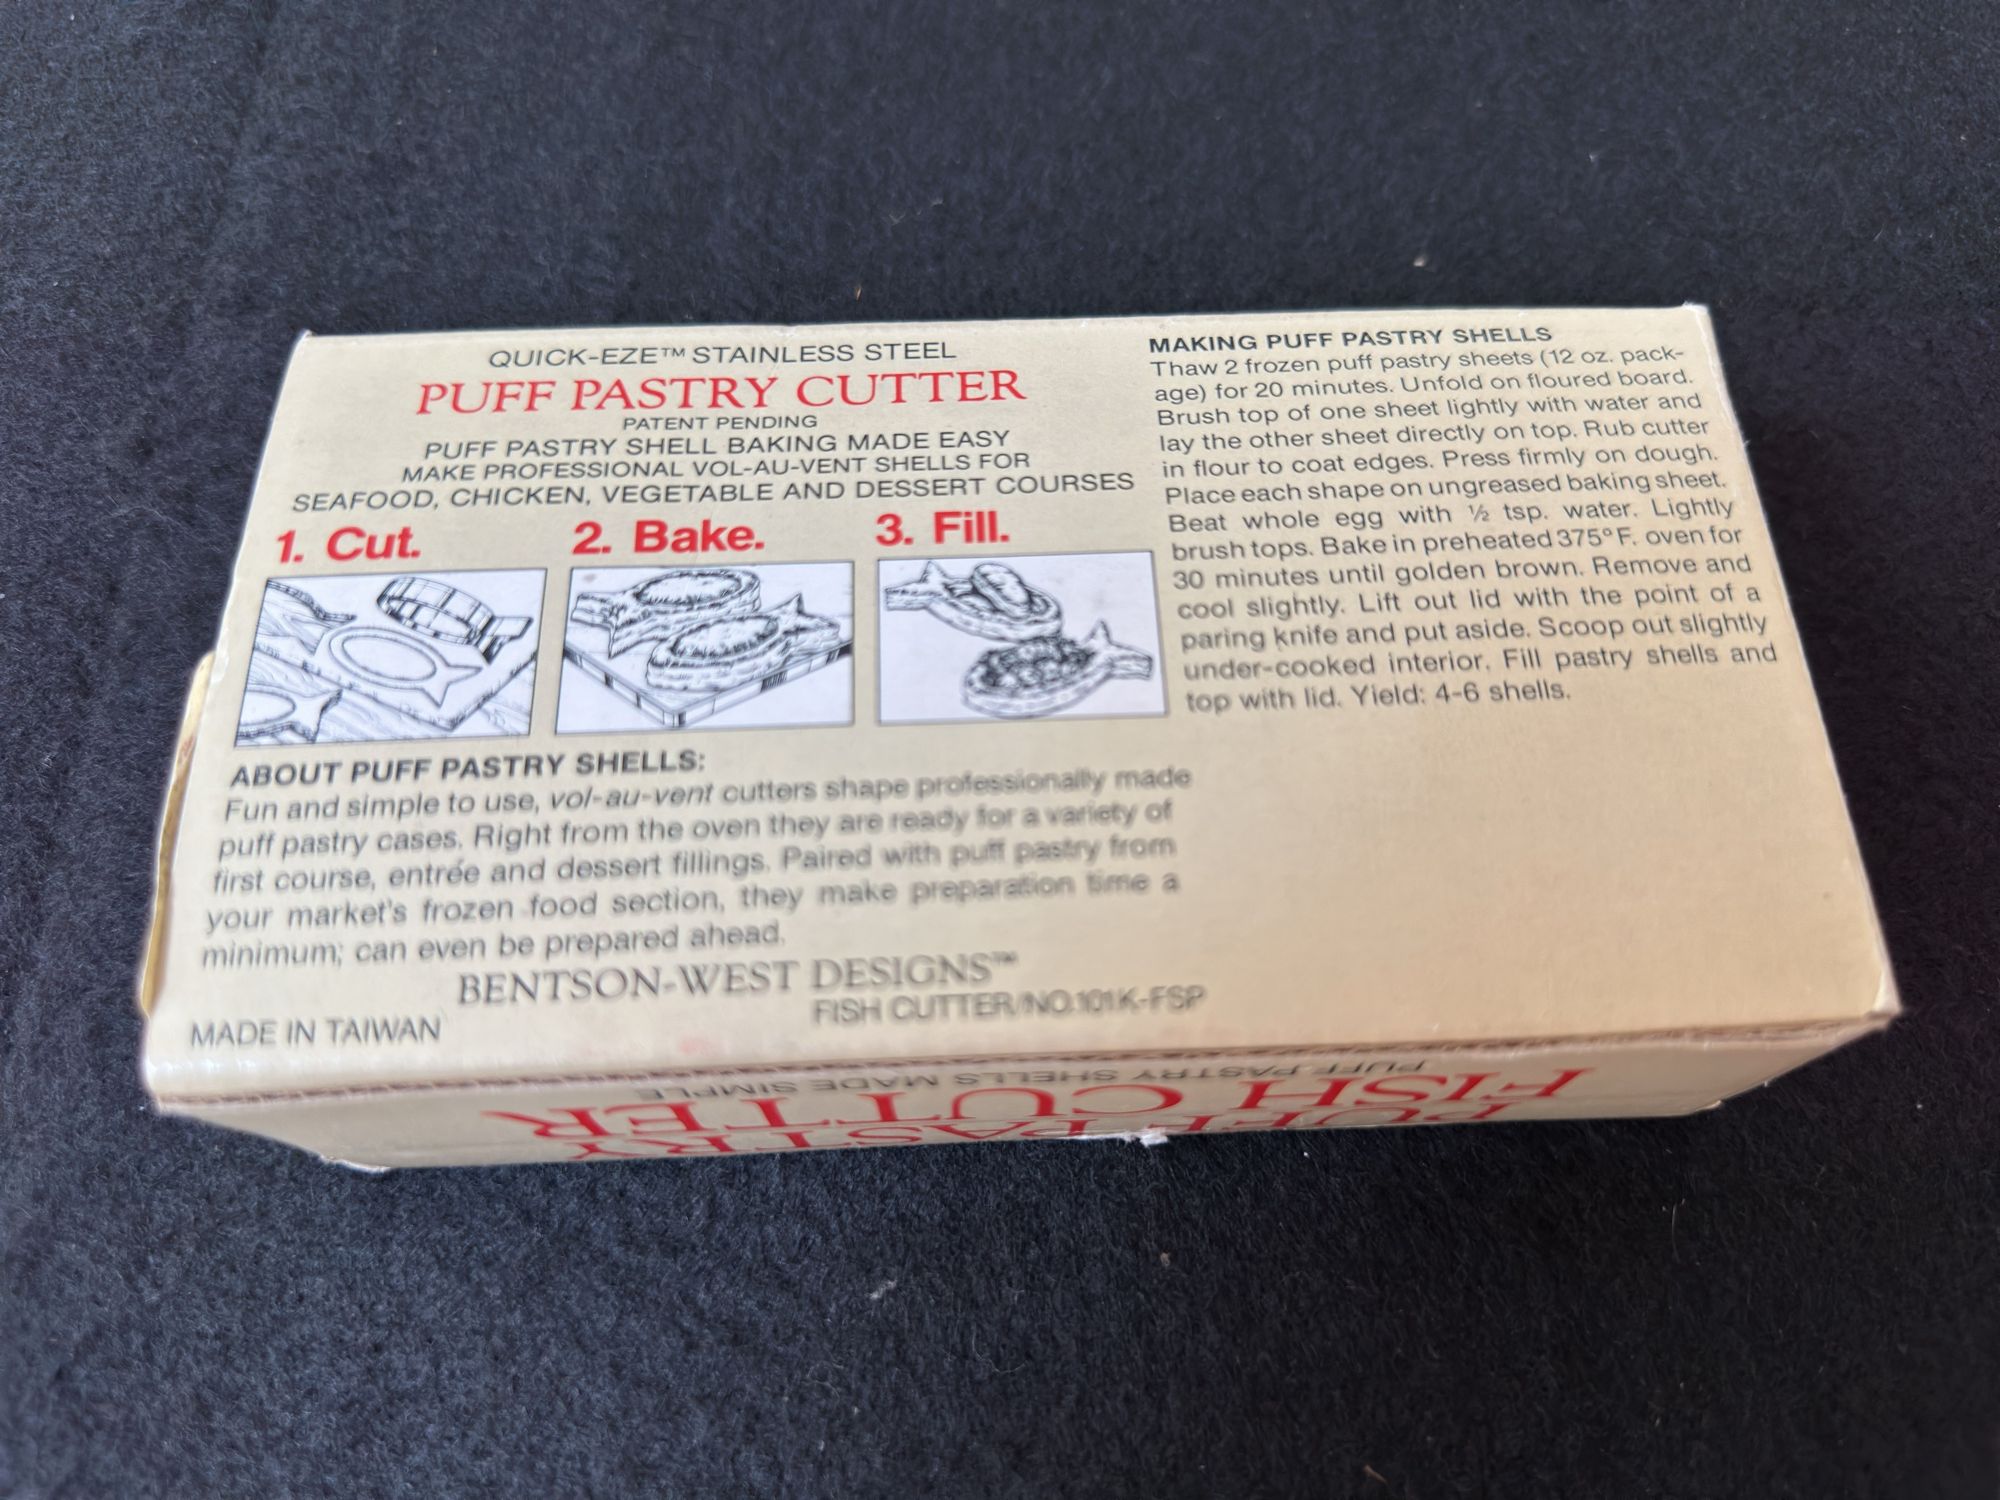 QUICK-EZE™ STAINLESS STEEL
PUFF PASTRY CUTTER
PATENT PENDING
PUFF PASTRY SHELL BAKING MADE EASY
MAKE PROFESSIONAL VOL-AU-VENT SHELLS FOR
SEAFOOD, CHICKEN, VEGETABLE AND DESSERT COURSES
1. Cut.
2. Bake.
3. Fill.
ABOUT PUFF PASTRY SHELLS:
Fun and simple to use, vol-au-vent cutters shape professionally made
puff pastry cases. Right from the oven they are ready for a variety of
first course, entrée and dessert fillings. Paired with puff pastry from
your market's frozen food section, they make preparation time a
minimum; can even be prepared ahead.
BENTSON-WEST DESIGNS™
FISH CUTTER/NO.101K-FSP
MADE IN TAIWAN
MAKING PUFF PASTRY SHELLS
Thaw 2 frozen puff pastry sheets (12 oz. pack-
age) for 20 minutes. Unfold on floured board.
Brush top of one sheet lightly with water and
lay the other sheet directly on top. Rub cutter
in flour to coat edges. Press firmly on dough.
Place each shape on ungreased baking sheet.
Beat whole egg with ½ tsp. water. Lightly
brush tops. Bake in preheated 375° F. oven for
30 minutes until golden brown. Remove and
cool slightly. Lift out lid with the point of a
paring knife and put aside. Scoop out slightly
under-cooked interior. Fill pastry shells and
top with lid. Yield: 4-6 shells.
PUFF PASTRY
FISH CUTTER
PUFF PASTRY SHELLS MADE SIMPLE